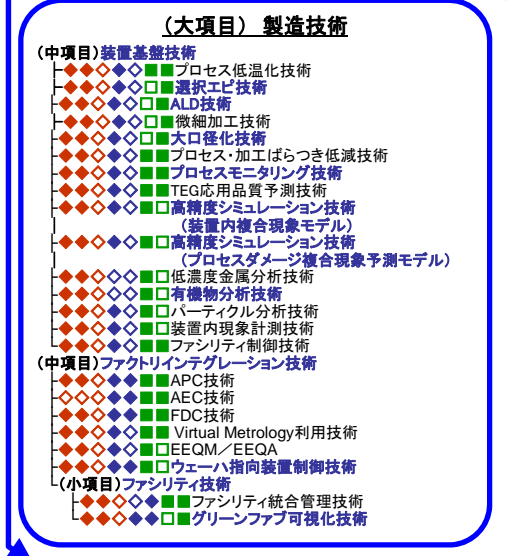 (大項目) 製造技術
(中項目)装置基盤技術
├◆◆◇◆◇■■プロセス低温化技術
├◆◆◇◆◇□■選択エピ技術
├◆◆◇◆◇□■ALD技術
├◆◆◇◆◇□■微細加工技術
├◆◆◇◆◇□■大口径化技術
├◆◆◇◆◇■■プロセス・加工ばらつき低減技術
├◆◆◇◆◇■■プロセスモニタリング技術
├◆◆◇◆◇■■TEG応用品質予測技術
├◆◆◇◆◇■□高精度シミュレーション技術
│(装置内複合現象モデル)
├◆◆◇◆◇■□高精度シミュレーション技術
│(プロセスダメージ複合現象予測モデル)
├◆◆◇◇◇■□低濃度金属分析技術
├◆◆◇◇◇■□有機物分析技術
├◆◆◇◆◇■□パーティクル分析技術
├◆◆◇◆◇■□装置内現象計測技術
└◆◆◇◆◇■■ファシリティ制御技術
(中項目)ファクトリインテグレーション技術
├◆◆◇◆◆■■APC技術
├◇◇◇◆◆■■AEC技術
├◆◆◇◆◆■■FDC技術
├◆◆◇◆◇■■ Virtual Metrology利用技術
├◆◆◇◆◇■□EEQM/EEQA
├◆◆◇◆◆■□ウェーハ指向装置制御技術
└(小項目)ファシリティ技術
├◆◆◇◇◆■■ファシリティ統合管理技術
└◆◆◇◆◆□■グリーンファブ可視化技術